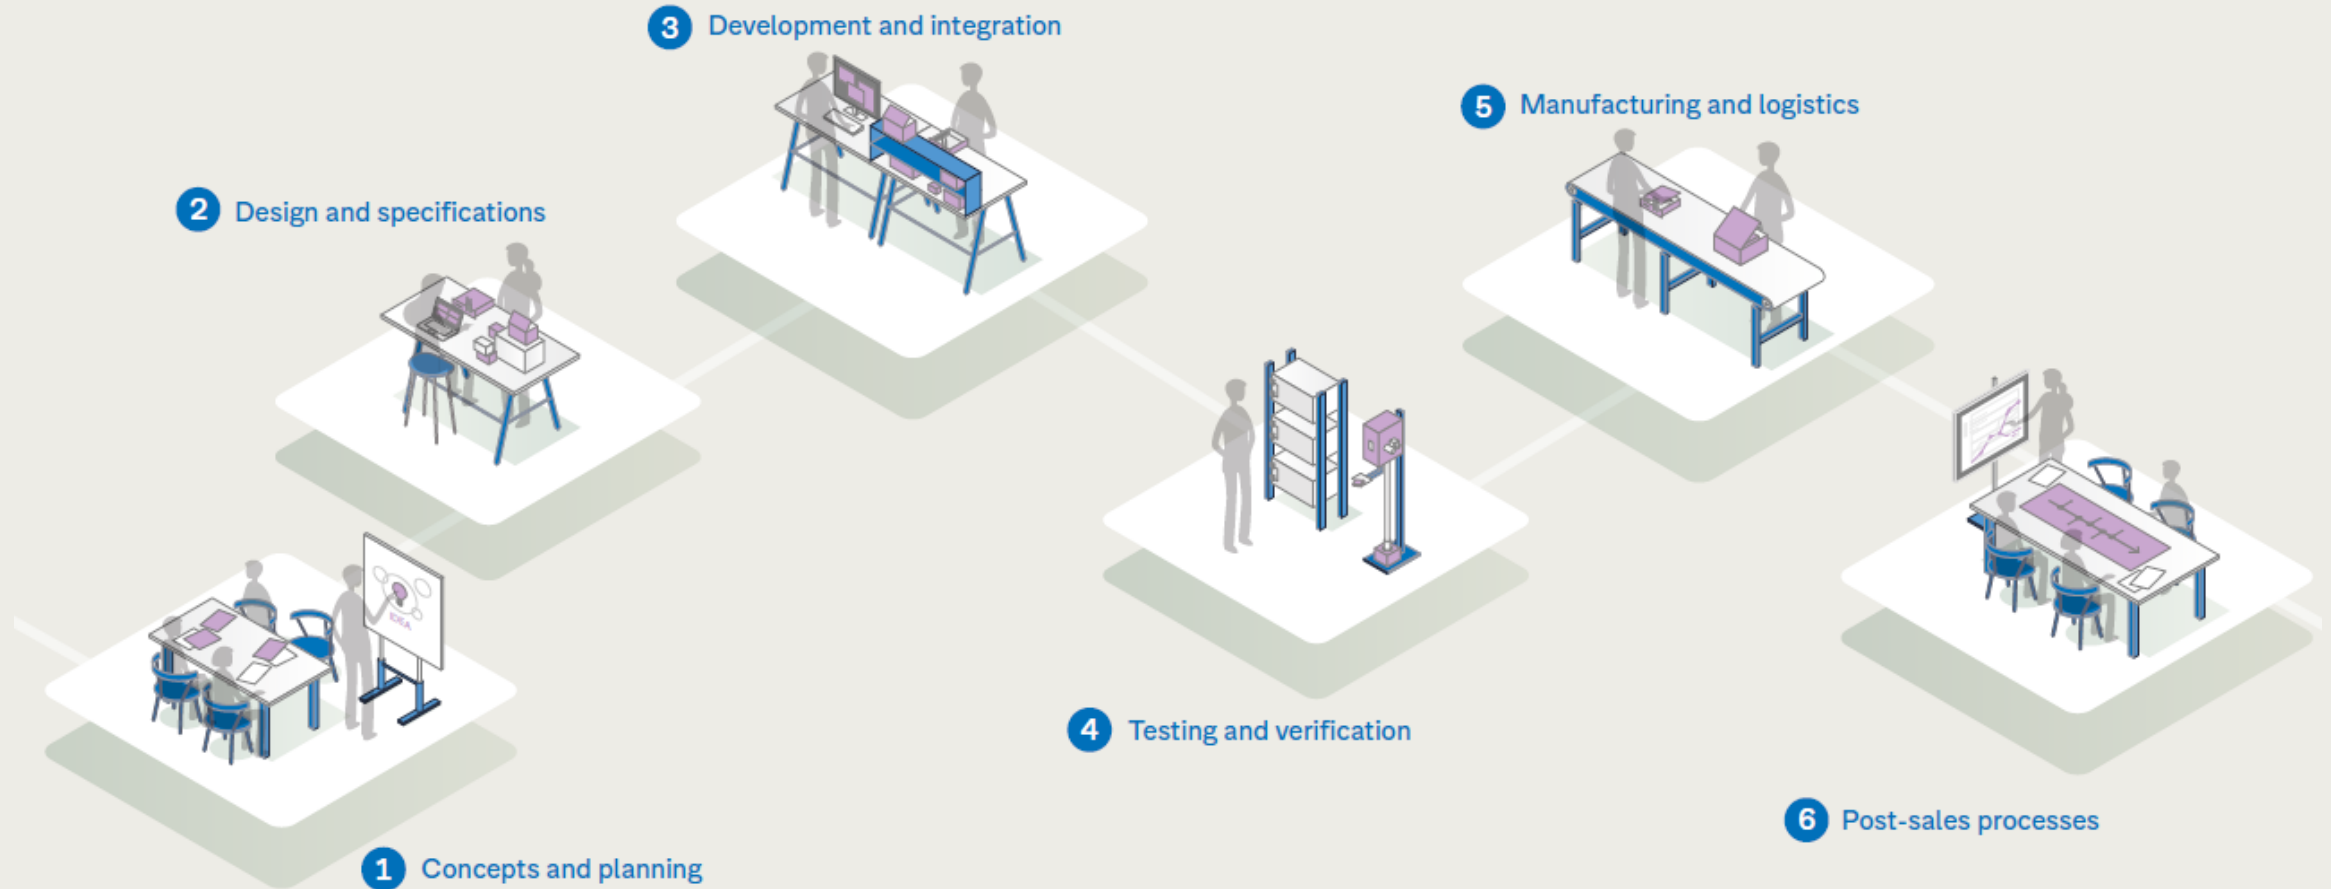 3 Development and integration
5 Manufacturing and logistics
2 Design and specifications
IDEA
4 Testing and verification
6 Post-sales processes
1 Concepts and planning